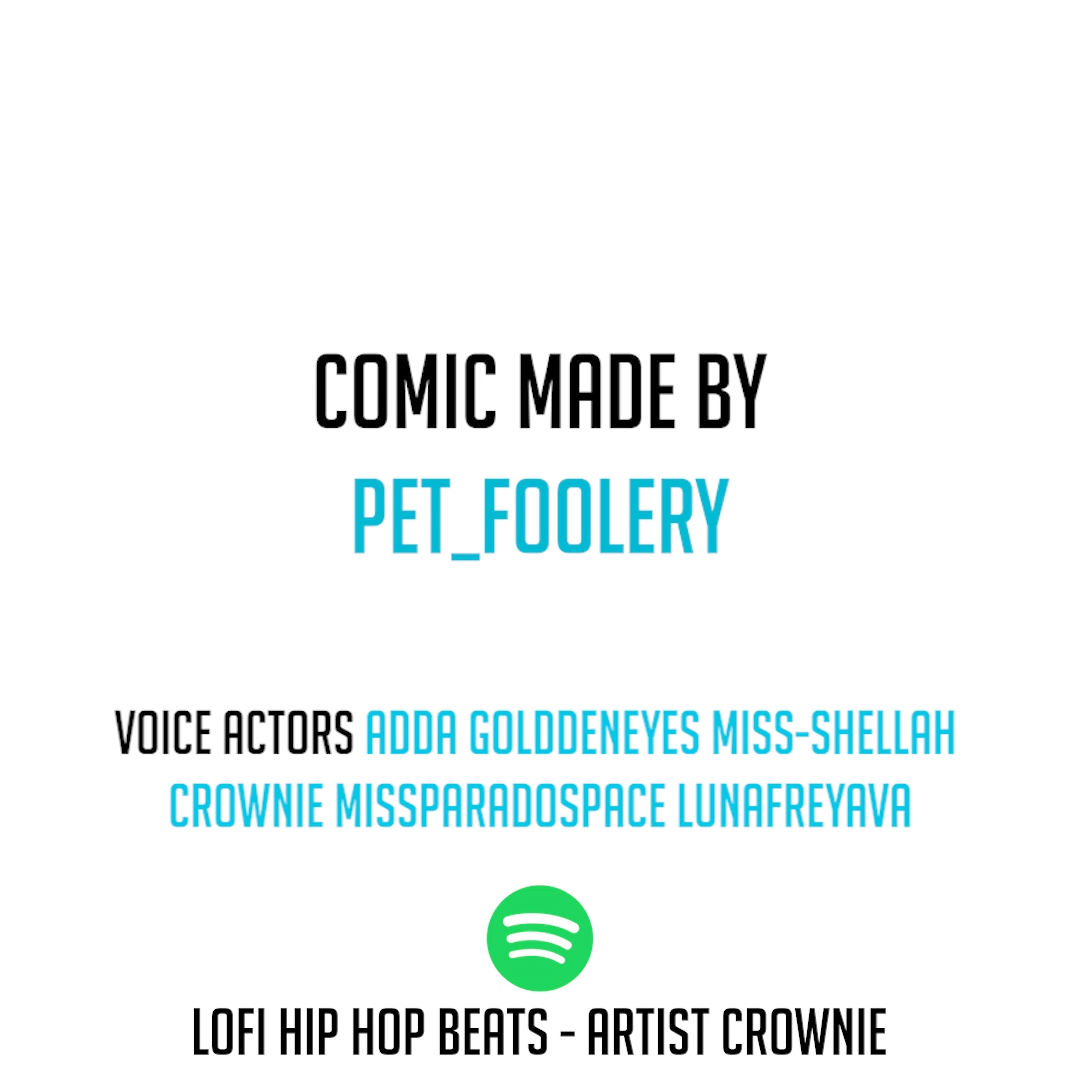 COMIC MADE BY
PET_FOOLERY
VOICE ACTORS ADDA GOLDDENEYES MISS-SHELLAH
CROWNIE MISSPARADOSPACE LUNAFREYAVA
LOFI HIP HOP BEATS - ARTIST CROWNIE